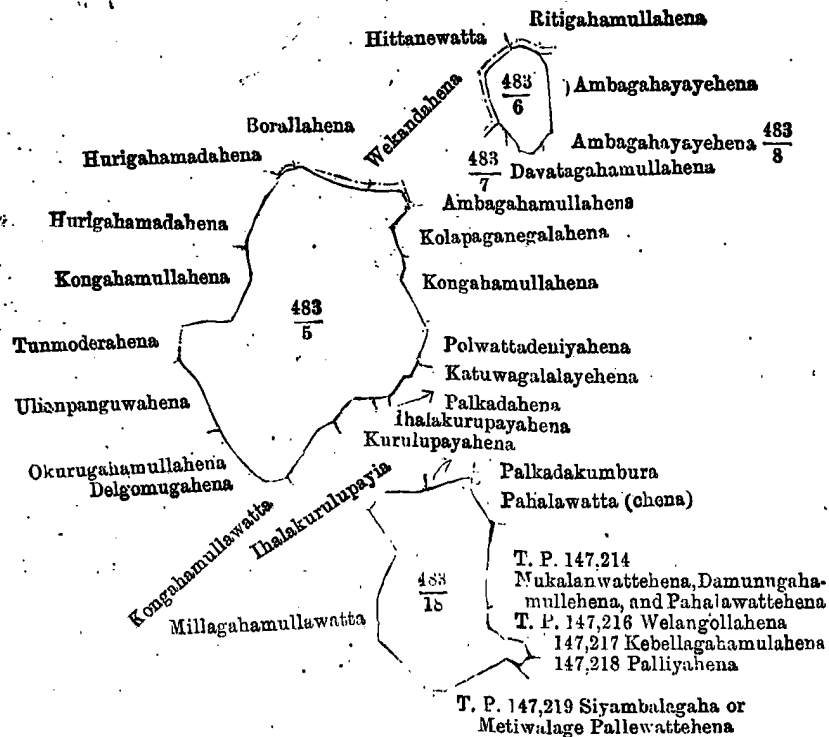 Ritigahamullahena
Hittanewatta
483
6
Ambagahayayehena
Wekandahena
Borallahena
Ambagahayayehena 483
8
Hurigahamadahena
483
7
Davatagahamullahena
Ambagahamullahena
Hurigahamadahena
Kolapaganegalahena
Kongahamullahena
Kongahamullahena
483
5
Tunmoderahena
Polwattadeniyahena
Katuwagalalayehena
Ulianpanguwahena
Palkadahena
Ihalakurupayahena
Kurulupayahena
Okurugahamullahena
Delgomugahena
Palkadakumbura
Ihalakurulupayia
Pahalawatta (chena)
Kongahamullawatta
T. P. 147,214
Nukalanwattehena, Damunugaha-
mullehena, and Pahalawattehena
483
18
Millagahamullawatta
T. P. 147,216 Welangollahena
147,217 Kebellagahamulahena
147,218 Palliyahena
T. P. 147,219 Siyambalagaha or
Metiwalage Pallewattehena